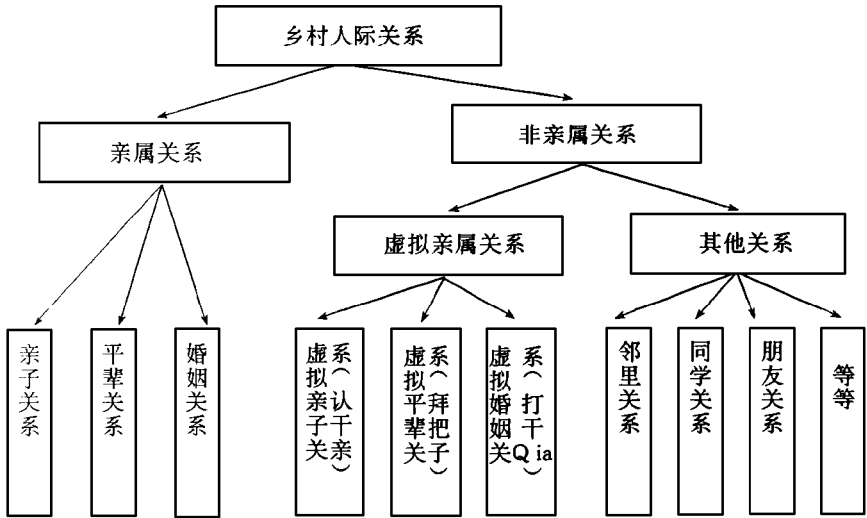 乡村人际关系
亲属关系
非亲属关系
虚拟亲属关系
其他关系
亲子关系
平辈关系
婚姻关系
虚拟亲子关
系（认干亲）
虚拟平辈关
系（拜把子）
虚拟婚姻关
系（打干Q ia）
邻里关系
同学关系
朋友关系
等等